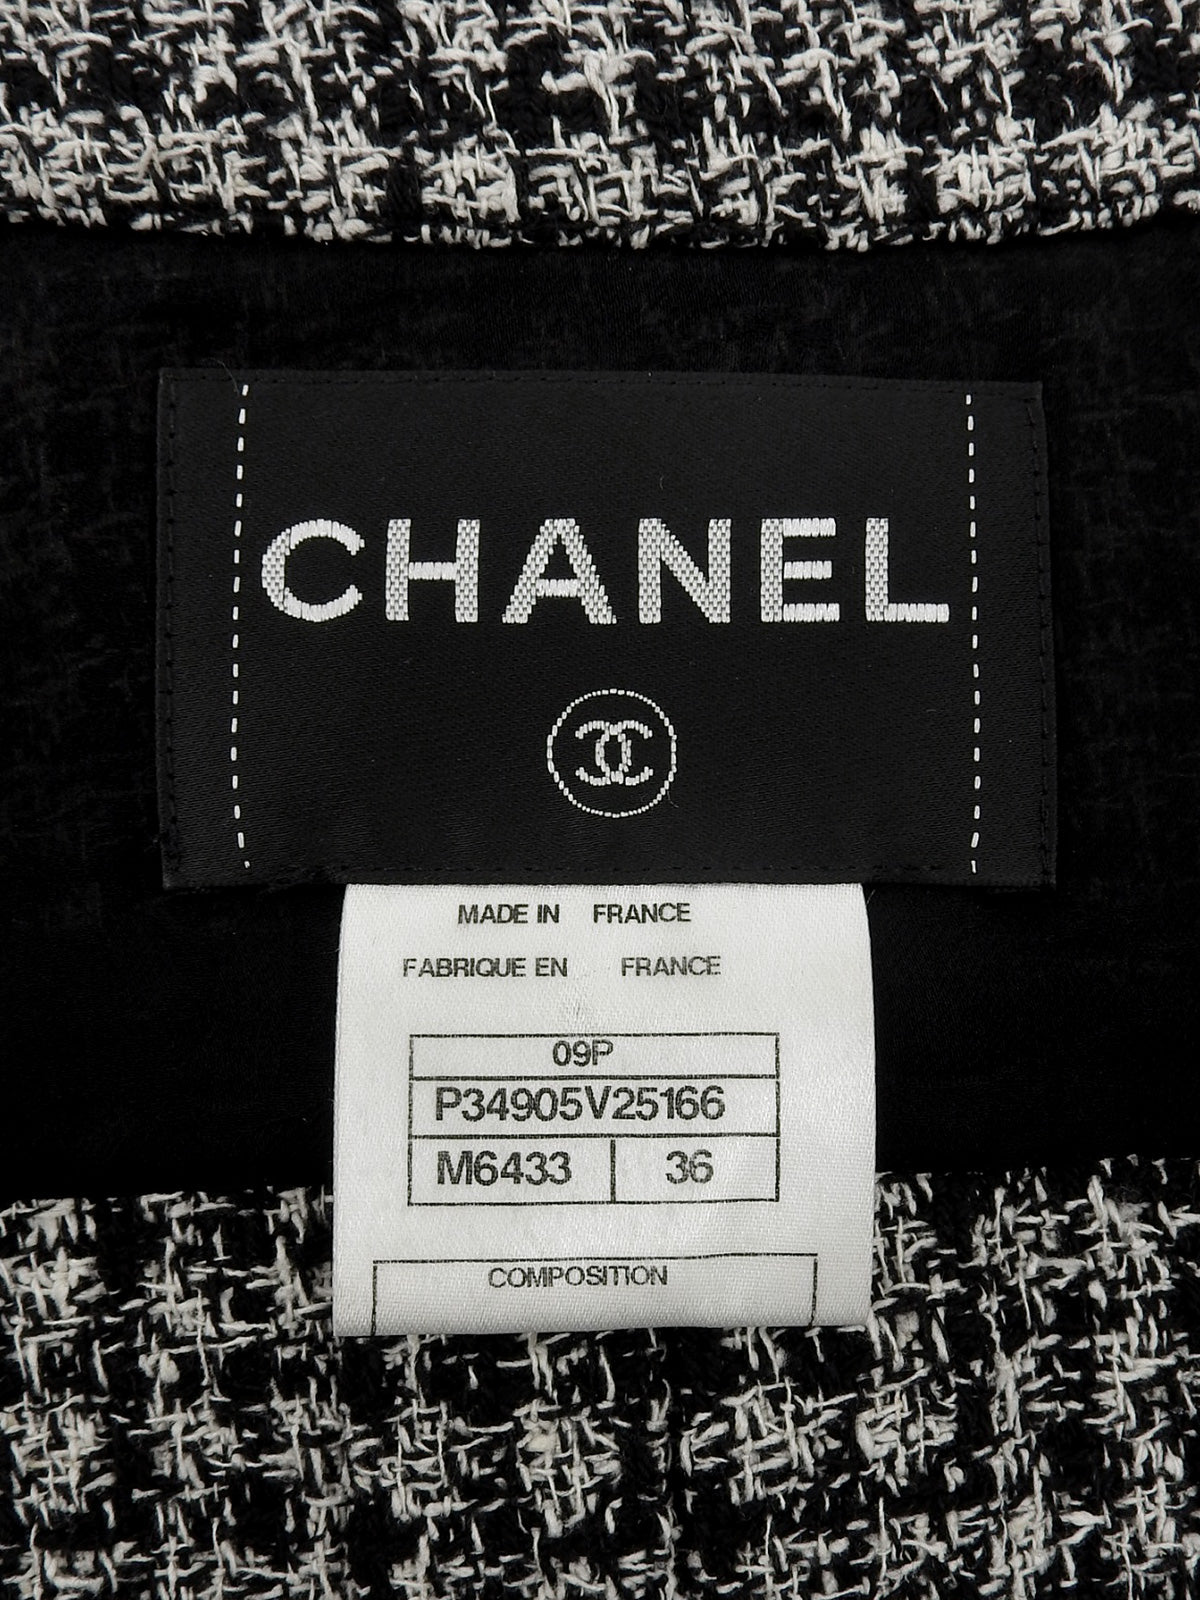 CHANEL
MADE IN FRANCE
FABRIQUE EN FRANCE
09P
P34905V25166
M6433 36
COMPOSITION